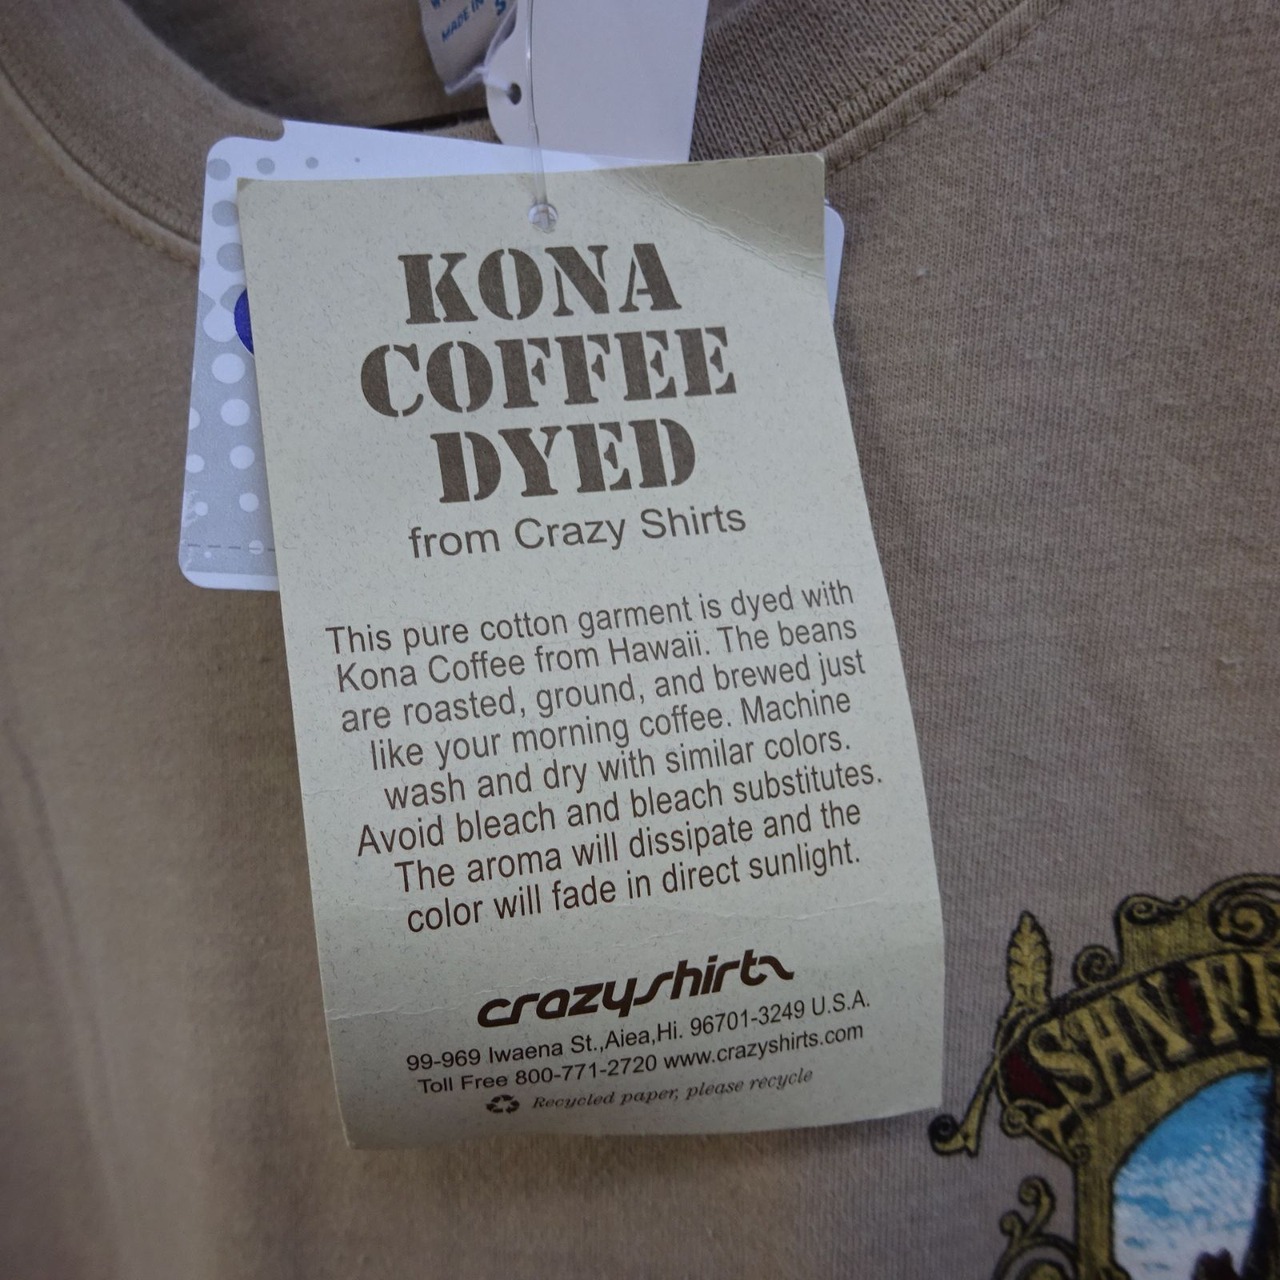 MADE IN
KONA
COFFEE
DYED
from Crazy Shirts
This pure cotton garment is dyed with
Kona Coffee from Hawaii. The beans
are roasted, ground, and brewed just
like your morning coffee. Machine
wash and dry with similar colors.
Avoid bleach and bleach substitutes.
The aroma will dissipate and the
color will fade in direct sunlight.
crazyshirts
99-969 Iwaena St.,Aiea,Hi. 96701-3249 U.S.A.
Toll Free 800-771-2720 www.crazyshirts.com
Recycled paper, please recycle